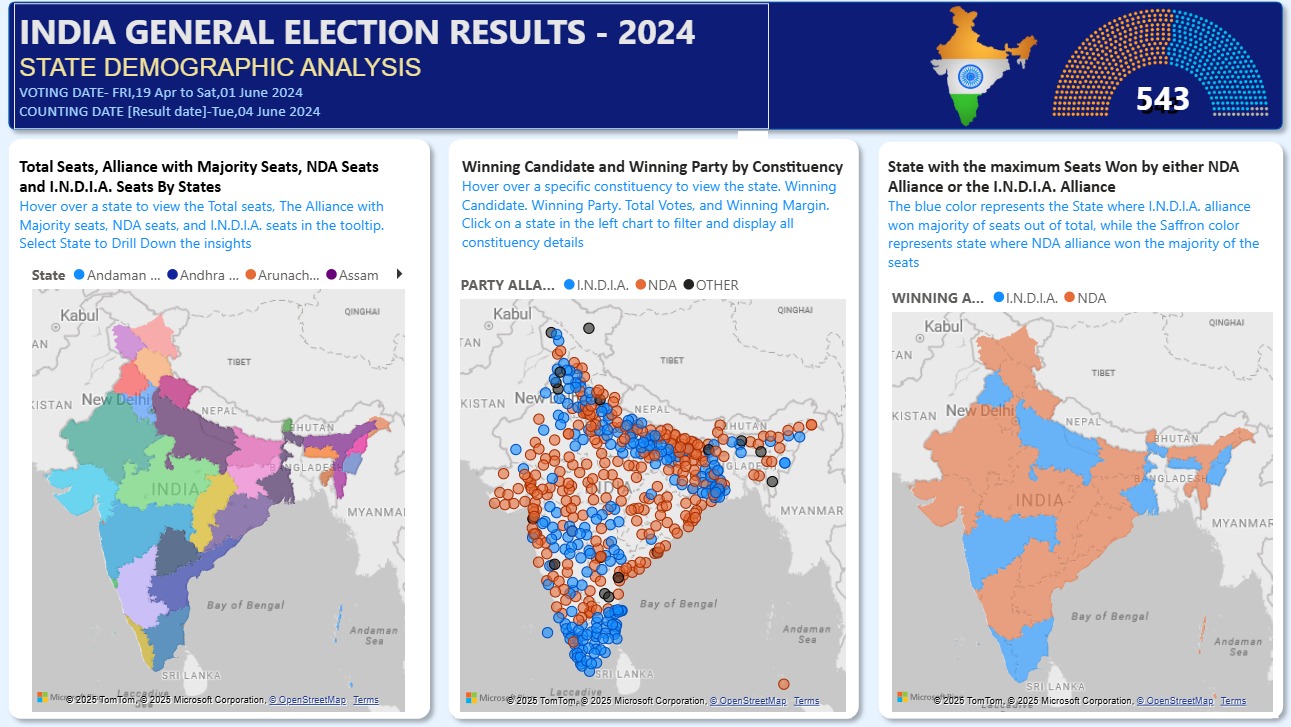 INDIA GENERAL ELECTION RESULTS - 2024
STATE DEMOGRAPHIC ANALYSIS
VOTING DATE- FRI,19 Apr to Sat,01 June 2024
COUNTING DATE [Result date]-Tue,04 June 2024
543
Total Seats, Alliance with Majority Seats, NDA Seats
and I.N.D.I.A. Seats By States
Hover over a state to view the Total seats, The Alliance with
Majority seats, NDA seats, and I.N.D.I.A. seats in the tooltip.
Select State to Drill Down the insights
State Andaman ... Andhra ... Arunach... Assam
Kabul
QINGHAI
AN
TIBET
KISTAN
New Delhi
NEPAL
BHUTAN
BANGLADESH
INDIA
MYANMAR
Bay of Bengal
Andaman
Sea
SRI LANKA
Laccadive
Sea
© 2025 TomTom, © 2025 Microsoft Corporation, © OpenStreetMap Terms
Winning Candidate and Winning Party by Constituency
Hover over a specific constituency to view the state. Winning
Candidate. Winning Party. Total Votes, and Winning Margin.
Click on a state in the left chart to filter and display all
constituency details
PARTY ALLA... I.N.D.I.A. NDA OTHER
Kabul
QINGHAI
TAN
TIBET
KISTAN
New
NEPAL
BHUTAN
MYANMAR
Bay of Bengal
Andaman
Sea
SRI LANKA
Laccadive
© 2025 TomTom, © 2025 Microsoft Corporation, © OpenStreetMap Terms
State with the maximum Seats Won by either NDA
Alliance or the I.N.D.I.A. Alliance
The blue color represents the State where I.N.D.I.A. alliance
won majority of seats out of total, while the Saffron color
represents state where NDA alliance won the majority of the
seats
WINNING A... I.N.D.I.A. NDA
Kabul
QINGHAI
TAN
TIBET
KISTAN
New Delhi
NEPAL
BHUTAN
BANGLADESH
INDIA
MYANMAR
Bay of Bengal
Andaman
Sea
SRI LANKA
Laccadive
© 2025 TomTom, © 2025 Microsoft Corporation, © OpenStreetMap Terms